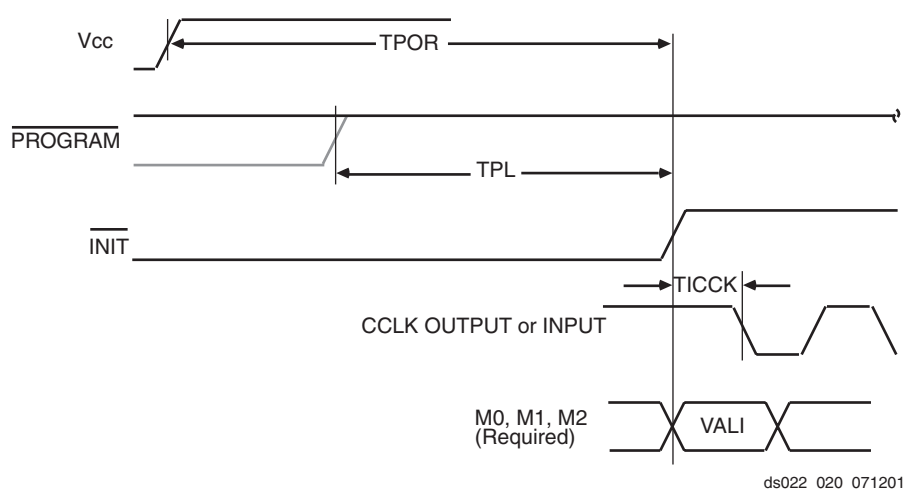 Vcc
TPOR
PROGRAM
TPL
INIT
TICCK
CCLK OUTPUT or INPUT
M0, M1, M2
(Required)
VALI
ds022_020_071201